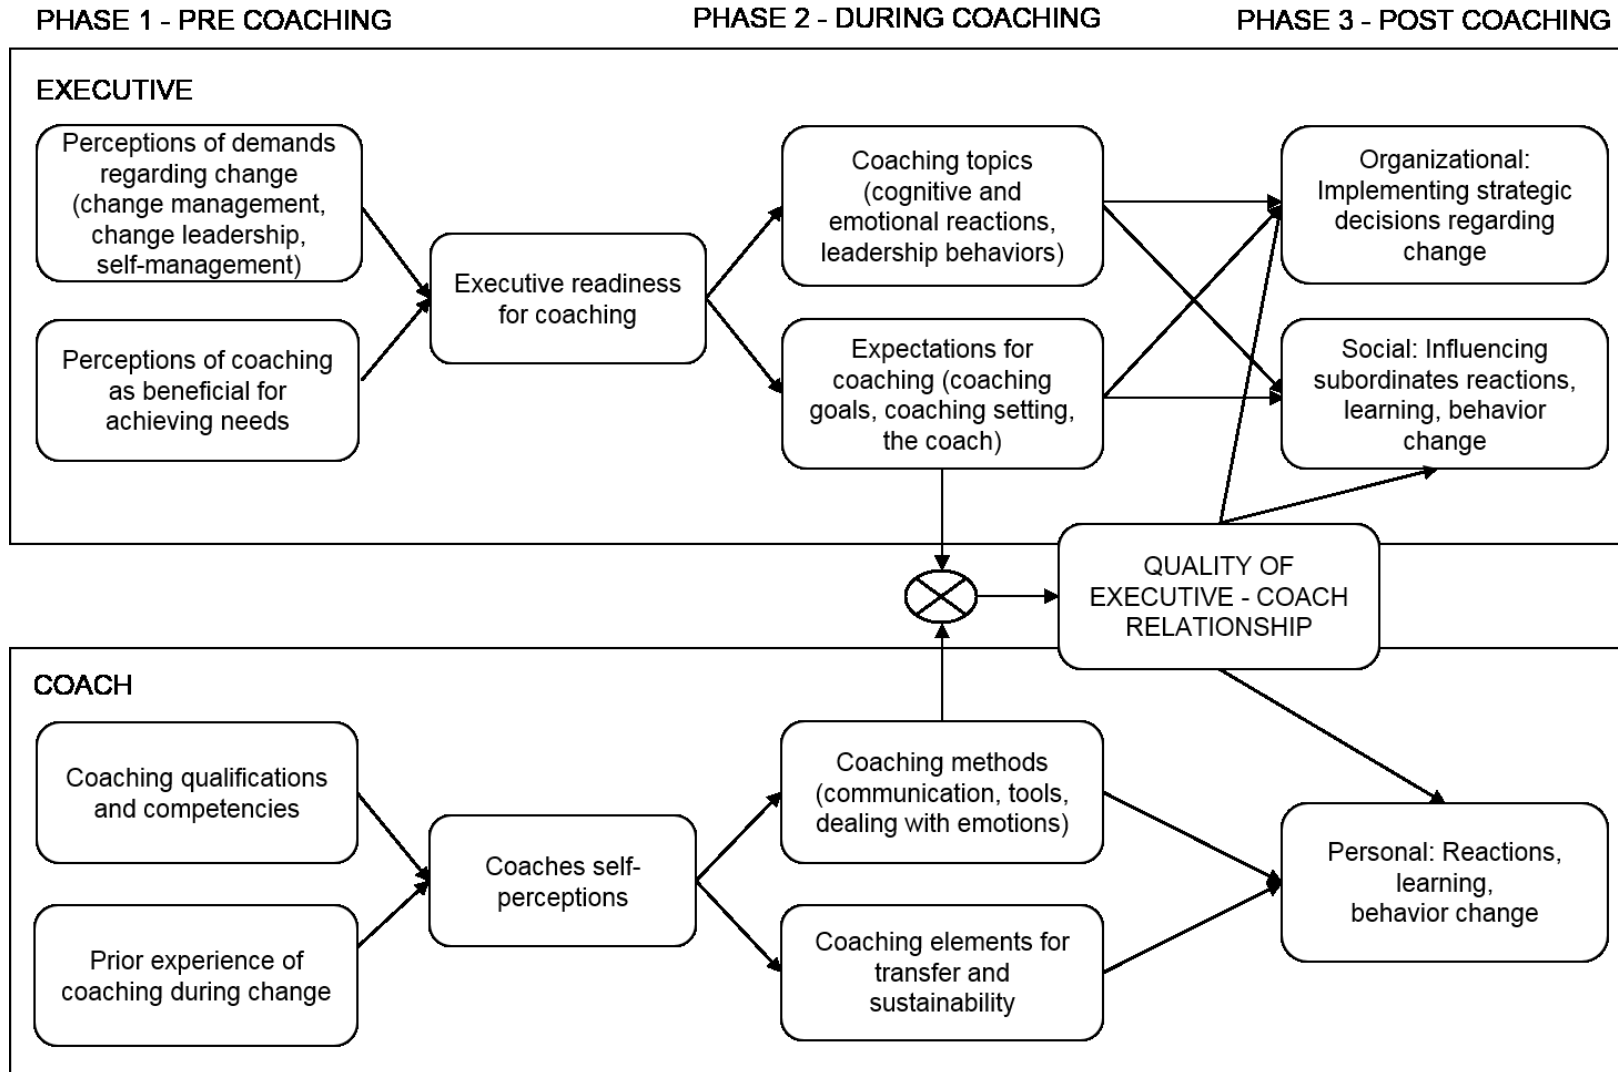 PHASE 1 - PRE COACHING
PHASE 2 - DURING COACHING
PHASE 3 - POST COACHING
EXECUTIVE
Perceptions of demands
regarding change
(change management,
change leadership,
self-management)
Perceptions of coaching
as beneficial for
achieving needs
Executive readiness
for coaching
Coaching topics
(cognitive and
emotional reactions,
leadership behaviors)
Expectations for
coaching (coaching
goals, coaching setting,
the coach)
Organizational:
Implementing strategic
decisions regarding
change
Social: Influencing
subordinates reactions,
learning, behavior
change
QUALITY OF
EXECUTIVE - COACH
RELATIONSHIP
COACH
Coaching qualifications
and competencies
Prior experience of
coaching during change
Coaches self-
perceptions
Coaching methods
(communication, tools,
dealing with emotions)
Coaching elements for
transfer and
sustainability
Personal: Reactions,
learning,
behavior change